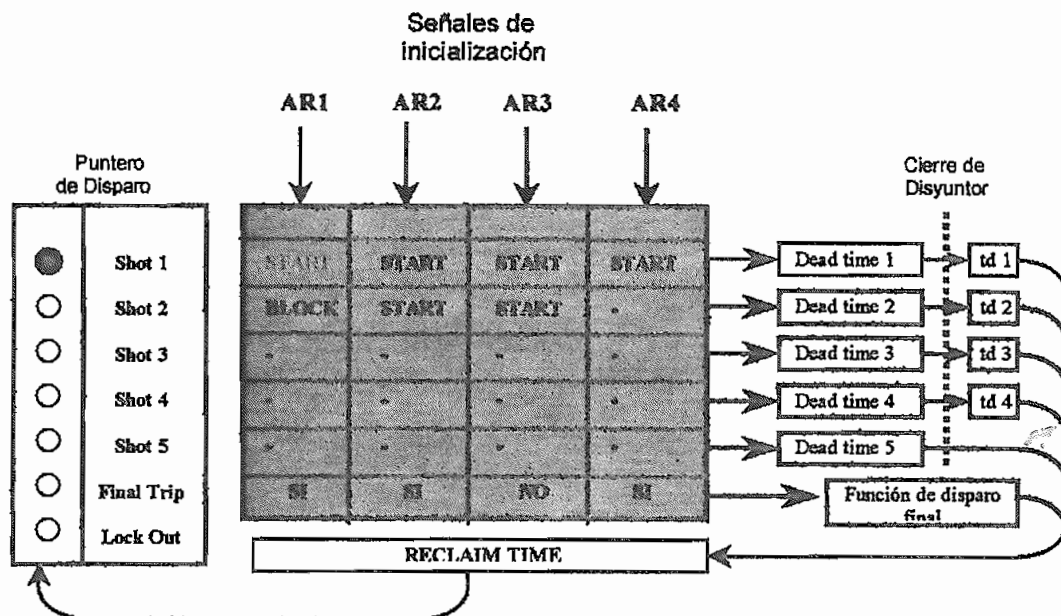 Señales de
inicialización
AR1 AR2 AR3 AR4
Puntero
de Disparo
Cierre de
Disyuntor
Shot 1 START START START START Dead time 1 td 1
Shot 2 BLOCK START START Dead time 2 td 2
Shot 3 Dead time 3 td 3
Shot 4 Dead time 4 td 4
Shot 5 Dead time 5
Final Trip SI SI NO SI Función de disparo
final
Lock Out
RECLAIM TIME